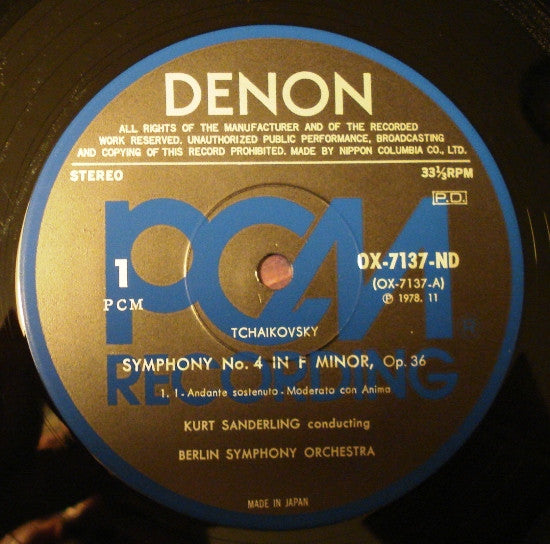 DENON
ALL RIGHTS OF THE MANUFACTURER AND OF THE RECORDED
WORK RESERVED. UNAUTHORIZED PUBLIC PERFORMANCE, BROADCASTING
AND COPYING OF THIS RECORD PROHIBITED. MADE BY NIPPON COLUMBIA CO., LTD.
STEREO 33⅓RPM
P.D.
PCM
RECORDING®
1
PCM
OX-7137-ND
(OX-7137-A)
Ⓟ 1978. 11
TCHAIKOVSKY
SYMPHONY No. 4 IN F MINOR, Op. 36
1. 1 - Andante sostenuto - Moderato con Anima
KURT SANDERLING conducting
BERLIN SYMPHONY ORCHESTRA
MADE IN JAPAN